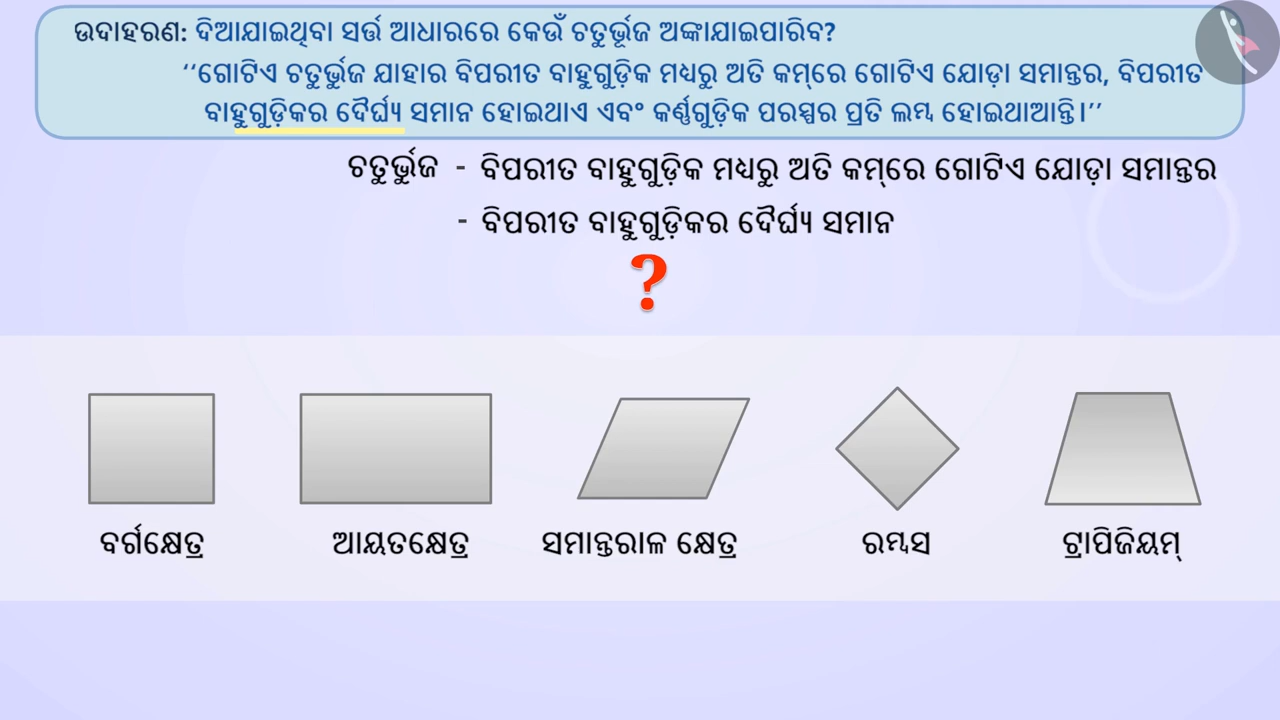 ଉଦାହରଣ: ଦିଆଯାଇଥିବା ସର୍ତ୍ତ ଆଧାରରେ କେଉଁ ଚତୁର୍ଭୂଜ ଅଙ୍କାଯାଇପାରିବ?
‘‘ଗୋଟିଏ ଚତୁର୍ଭୁଜ ଯାହାର ବିପରୀତ ବାହୁଗୁଡ଼ିକ ମଧ୍ୟରୁ ଅତି କମ୍‌ରେ ଗୋଟିଏ ଯୋଡ଼ା ସମାନ୍ତର, ବିପରୀତ
ବାହୁଗୁଡ଼ିକର ଦୈର୍ଘ୍ୟ ସମାନ ହୋଇଥାଏ ଏବଂ କର୍ଣ୍ଣଗୁଡ଼ିକ ପରସ୍ପର ପ୍ରତି ଲମ୍ବ ହୋଇଥାଆନ୍ତି।’’
ଚତୁର୍ଭୁଜ - ବିପରୀତ ବାହୁଗୁଡ଼ିକ ମଧ୍ୟରୁ ଅତି କମ୍‌ରେ ଗୋଟିଏ ଯୋଡ଼ା ସମାନ୍ତର
- ବିପରୀତ ବାହୁଗୁଡ଼ିକର ଦୈର୍ଘ୍ୟ ସମାନ
?
ବର୍ଗକ୍ଷେତ୍ର ଆୟତକ୍ଷେତ୍ର ସମାନ୍ତରାଳ କ୍ଷେତ୍ର ରମ୍ବସ ଟ୍ରାପିଜିୟମ୍